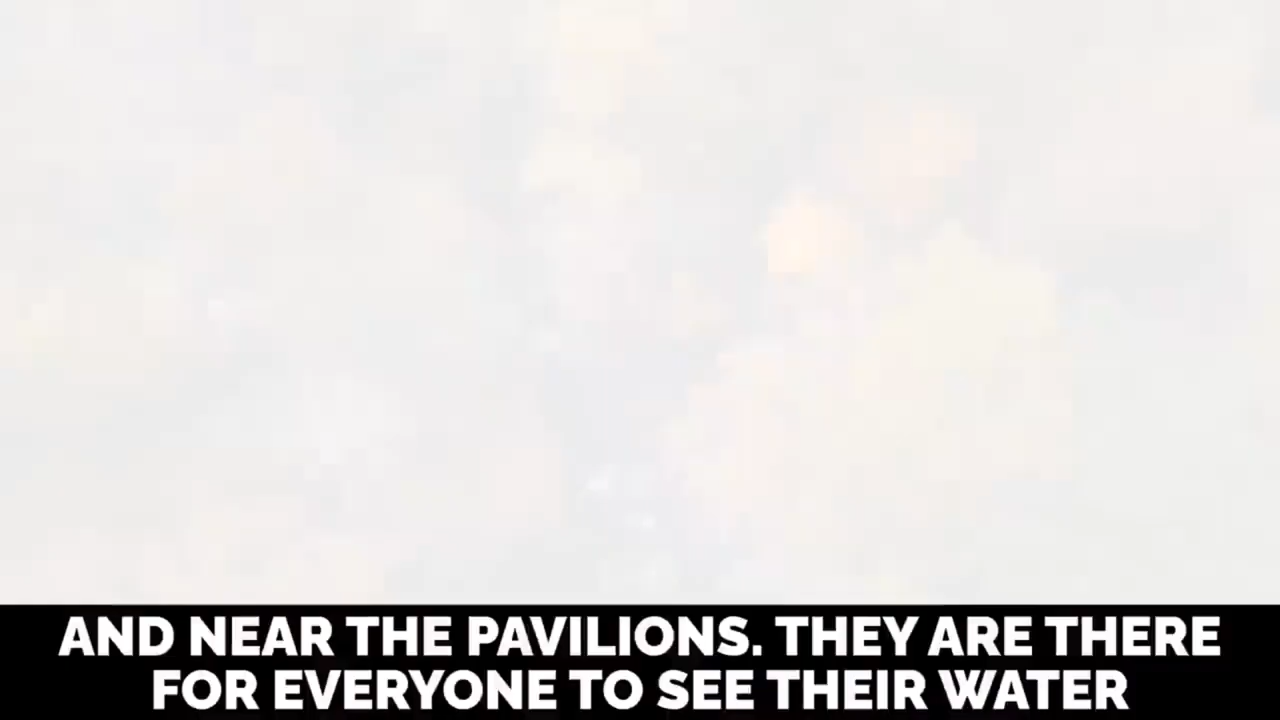 AND NEAR THE PAVILIONS. THEY ARE THERE
FOR EVERYONE TO SEE THEIR WATER